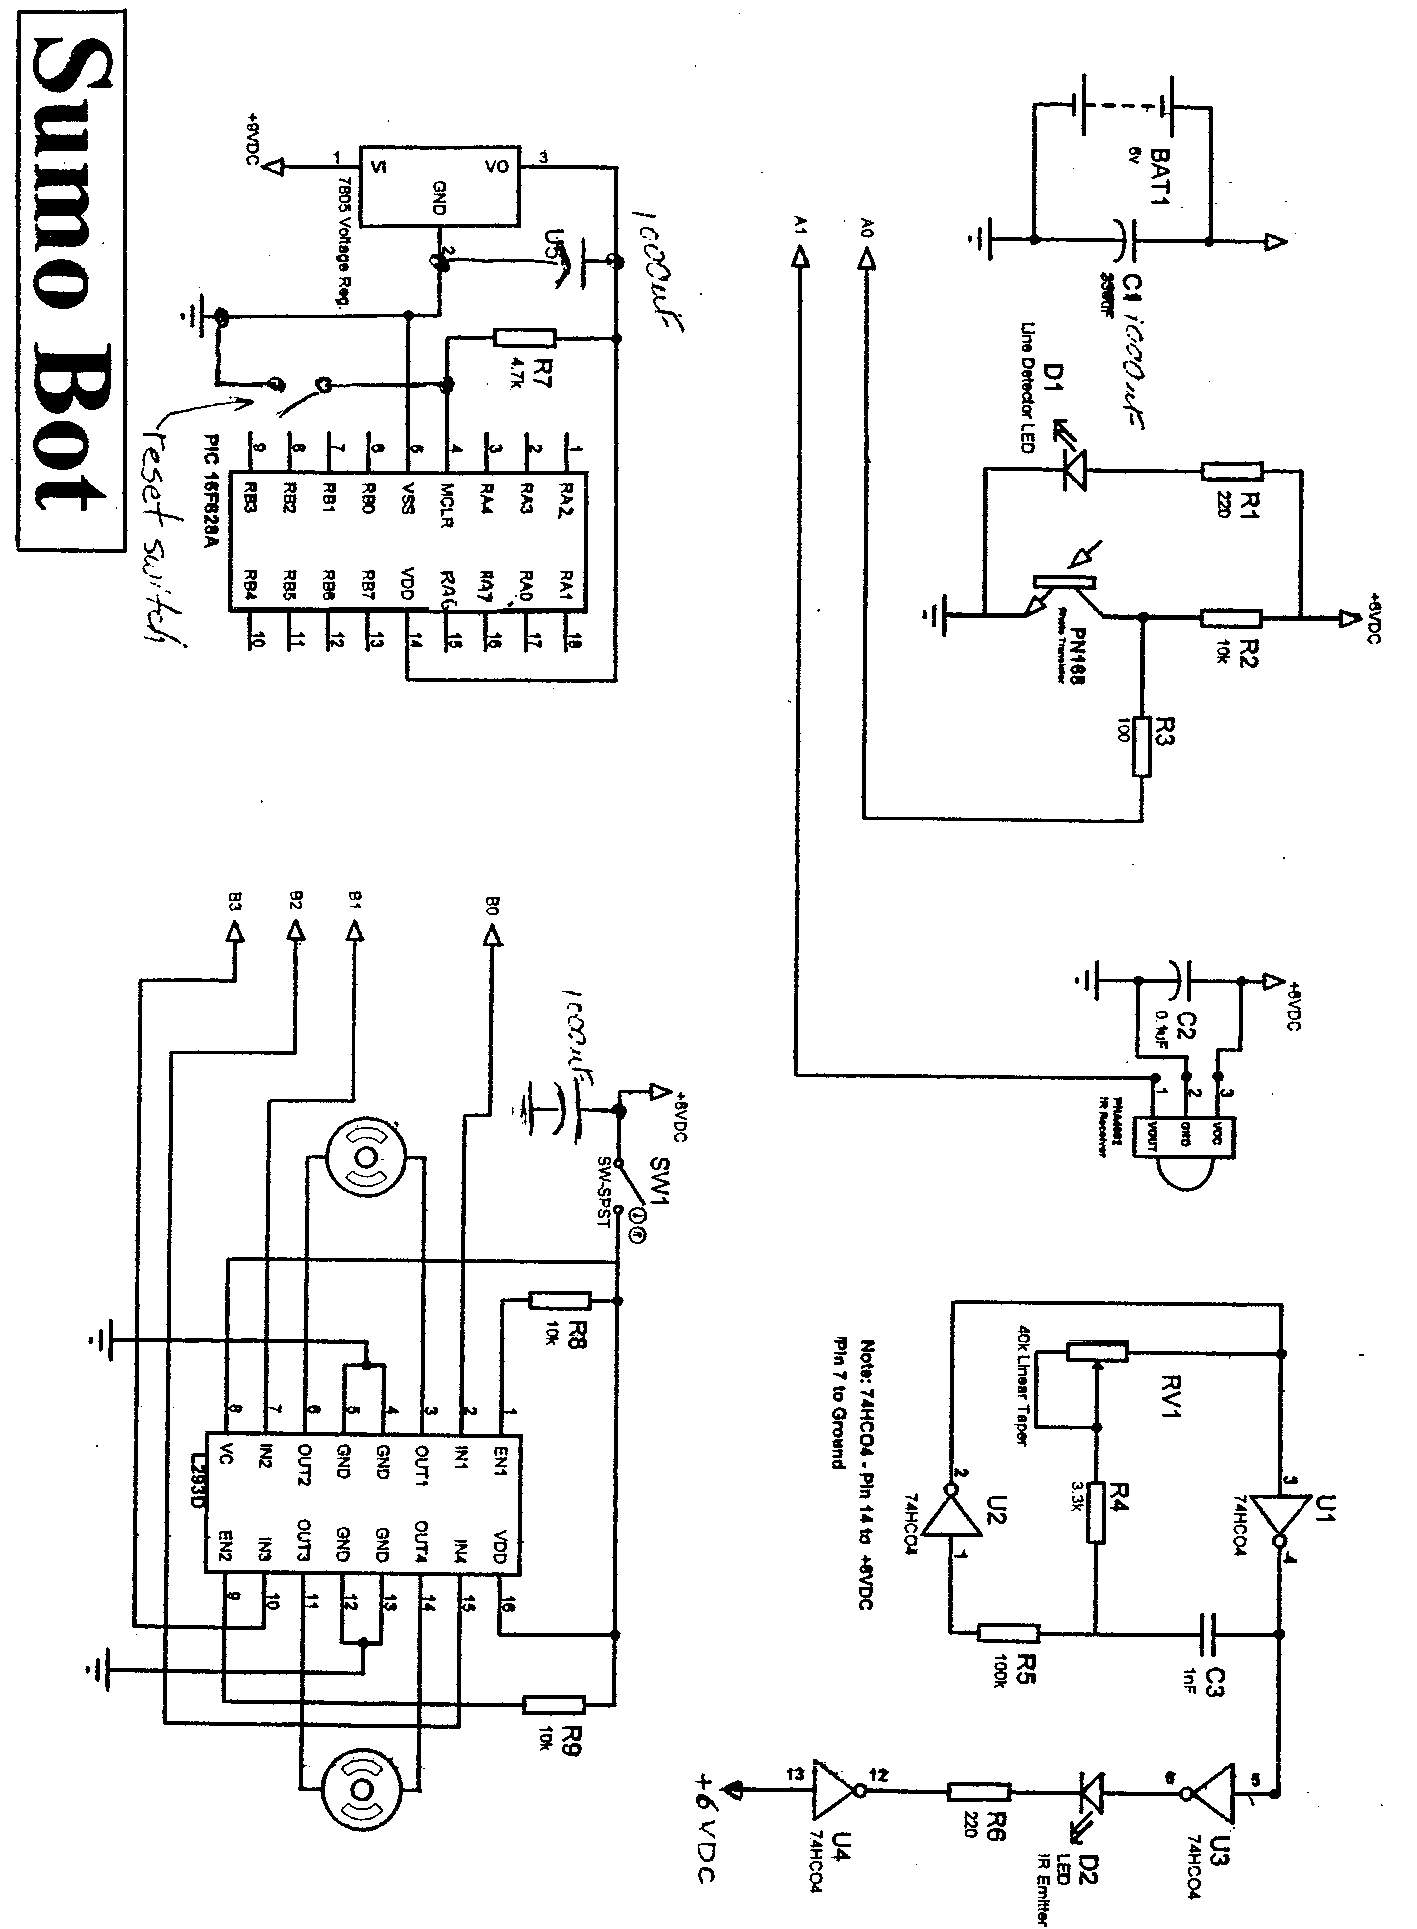 Sumo Bot
BAT1
6v
C1
1000uF
D1
Line Detector LED
R1
220
PN168
Photo Transistor
R2
10k
+6VDC
R3
100
A0
A1
+6VDC
C2
0.1uF
1
2
3
VOUT
GND
VCC
IR Receiver
RV1
40k Linear Taper
R4
3.3k
U1
74HC04
3
4
U2
74HC04
2
1
R5
100k
C3
1nF
Note: 74HC04 - Pin 14 to +6VDC
Pin 7 to Ground
5
6
U3
74HC04
D2
LED
IR Emitter
R6
220
12
13
U4
74HC04
+6VDC
+6VDC
1
VI
VO
3
GND
2
7805 Voltage Reg.
U5
1000uF
R7
4.7k
reset switch
PIC 16F628A
9
8
7
6
5
4
3
2
1
RB3
RB2
RB1
RB0
VSS
MCLR
RA4
RA3
RA2
RB4
RB5
RB6
RB7
VDD
RA6
RA7
RA0
RA1
10
11
12
13
14
15
16
17
18
B3
B2
B1
B0
1000uF
+6VDC
SW1
SW-SPST
R8
10k
8
7
6
5
4
3
2
1
VC
IN2
OUT2
GND
GND
OUT1
IN1
EN1
L293D
EN2
IN3
OUT3
GND
GND
OUT4
IN4
VDD
9
10
11
12
13
14
15
16
R9
10k